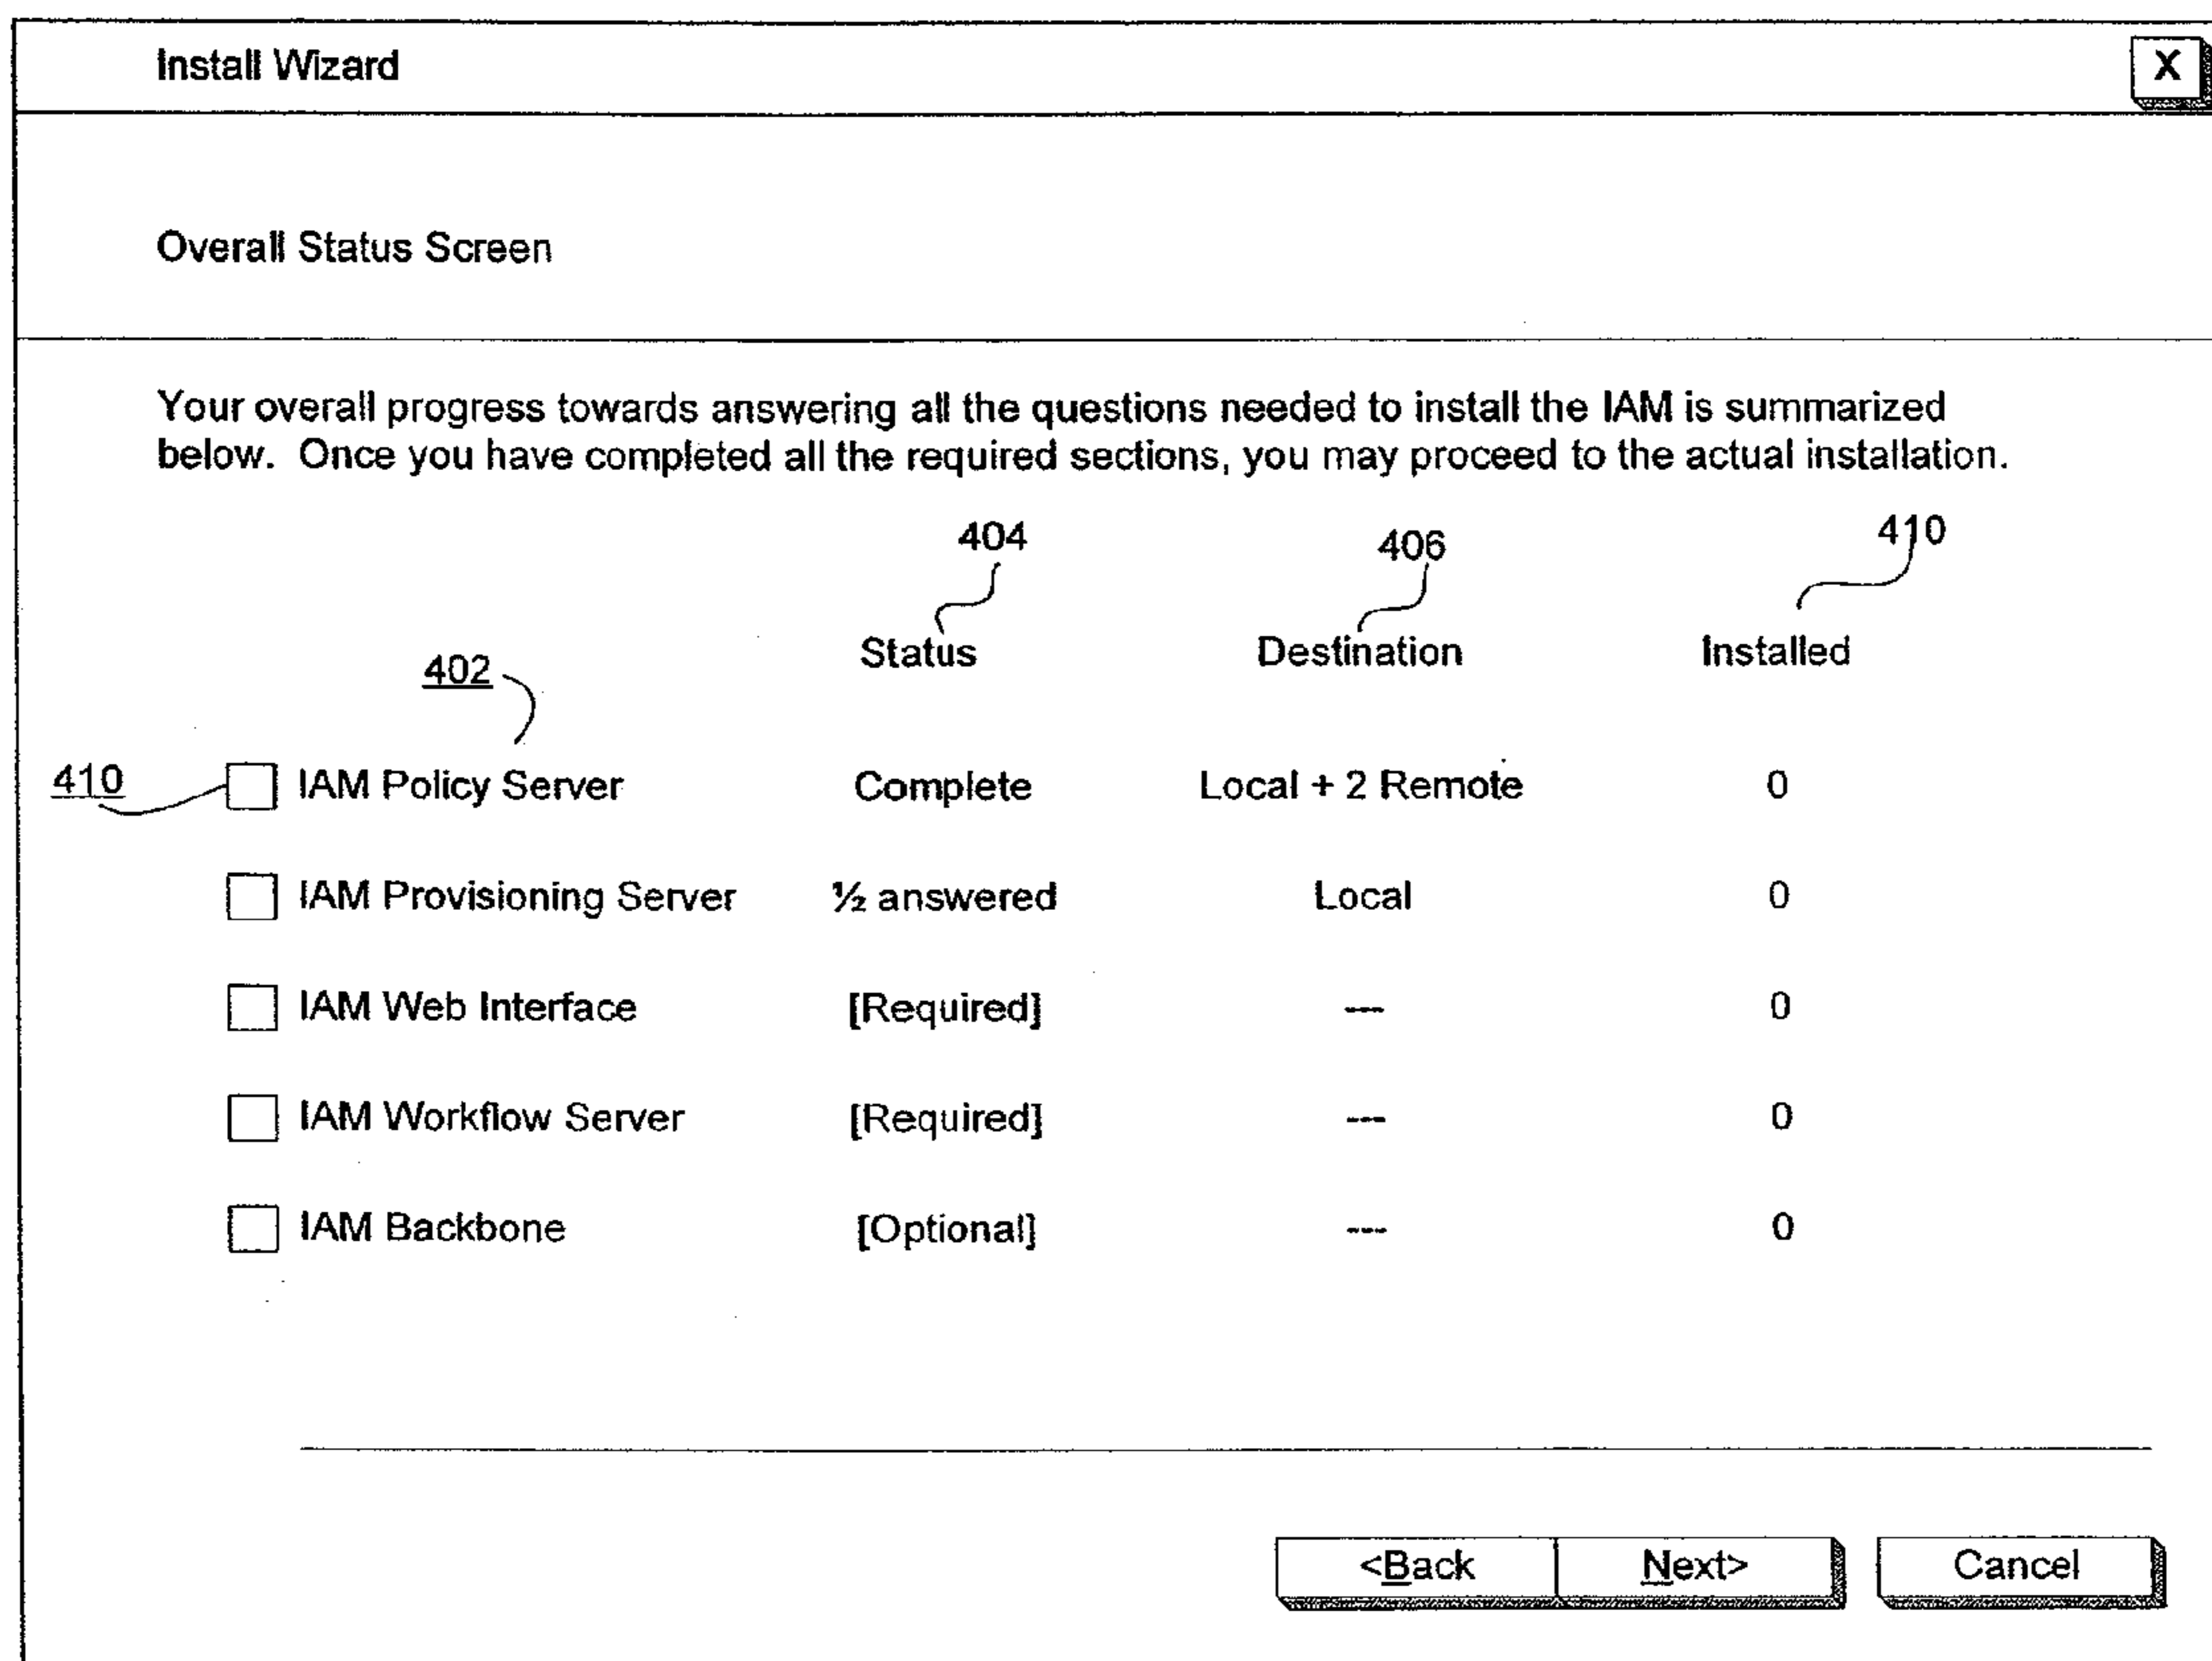 Install Wizard X
Overall Status Screen
Your overall progress towards answering all the questions needed to install the IAM is summarized
below. Once you have completed all the required sections, you may proceed to the actual installation.
404 406 410
Status Destination Installed
402
410 IAM Policy Server Complete Local + 2 Remote 0
IAM Provisioning Server ½ answered Local 0
IAM Web Interface [Required] --- 0
IAM Workflow Server [Required] --- 0
IAM Backbone [Optional] --- 0
<Back Next> Cancel